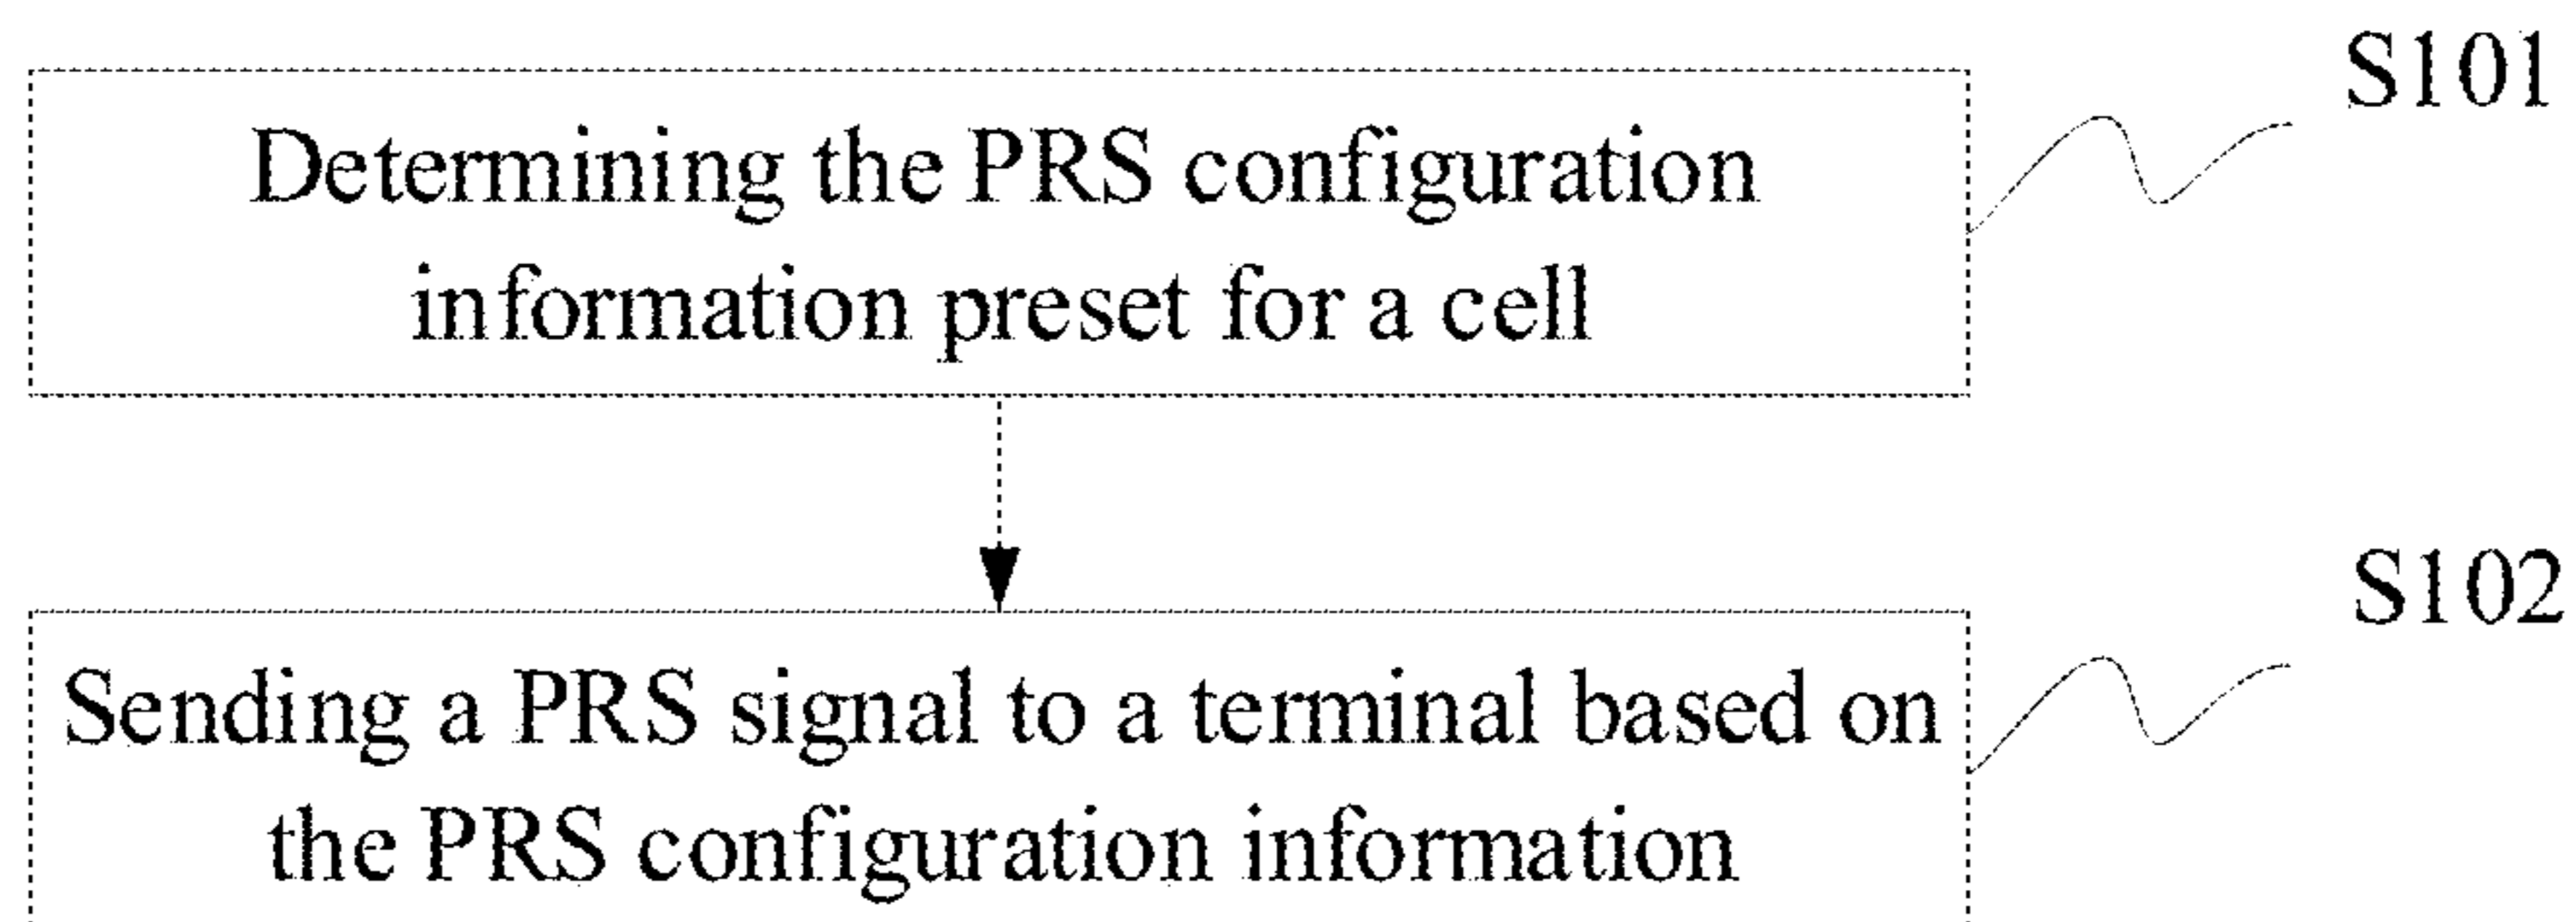 S101
Determining the PRS configuration
information preset for a cell
S102
Sending a PRS signal to a terminal based on
the PRS configuration information